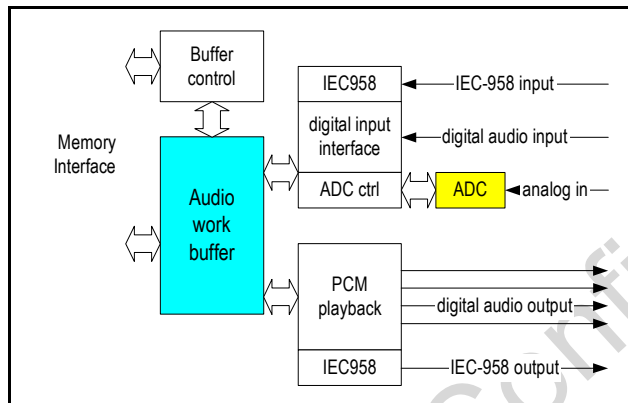 Buffer
control
Memory
Interface
Audio
work
buffer
IEC958
digital input
interface
ADC ctrl
ADC
IEC-958 input
digital audio input
analog in
PCM
playback
IEC958
digital audio output
IEC-958 output
Confi